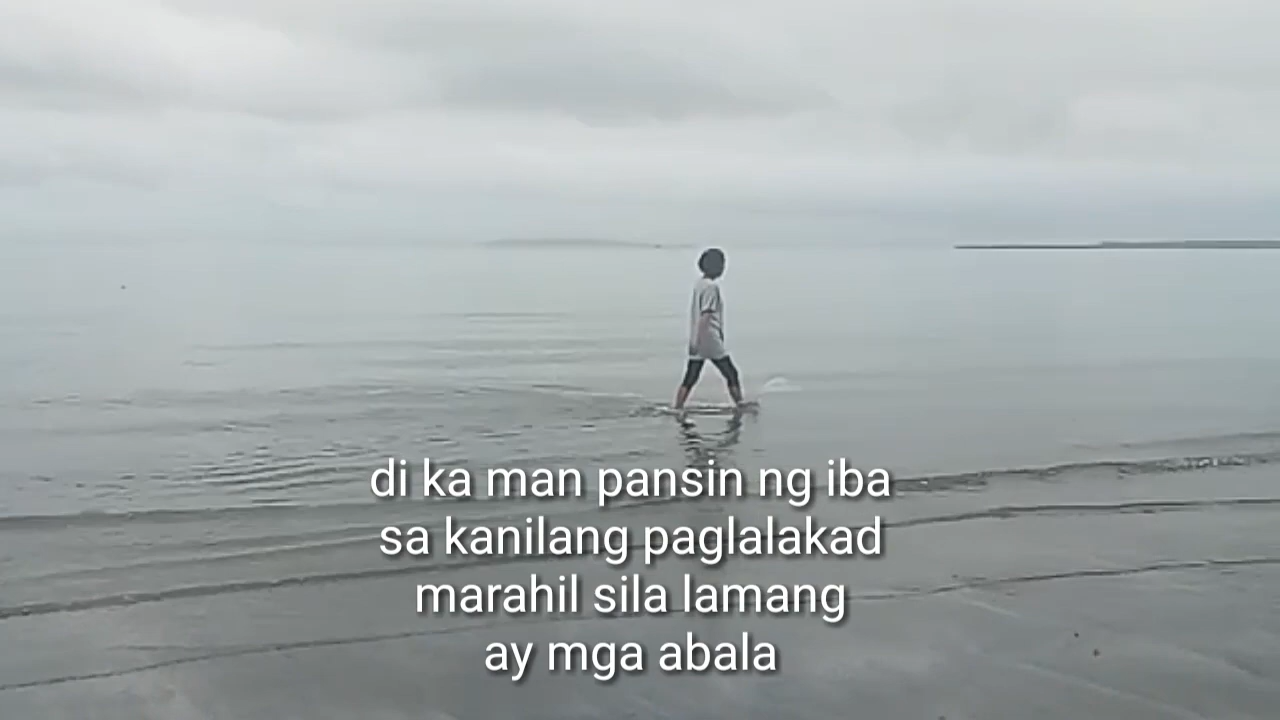 di ka man pansin ng iba
sa kanilang paglalakad
marahil sila lamang
ay mga abala